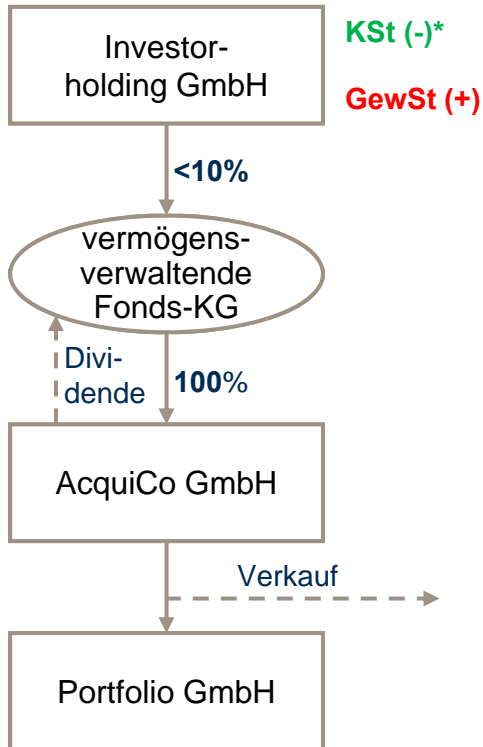 Investor-
holding GmbH
KSt (-)*
GewSt (+)
<10%
vermögens-
verwaltende
Fonds-KG
Divi-
dende
100%
AcquiCo GmbH
Verkauf
Portfolio GmbH